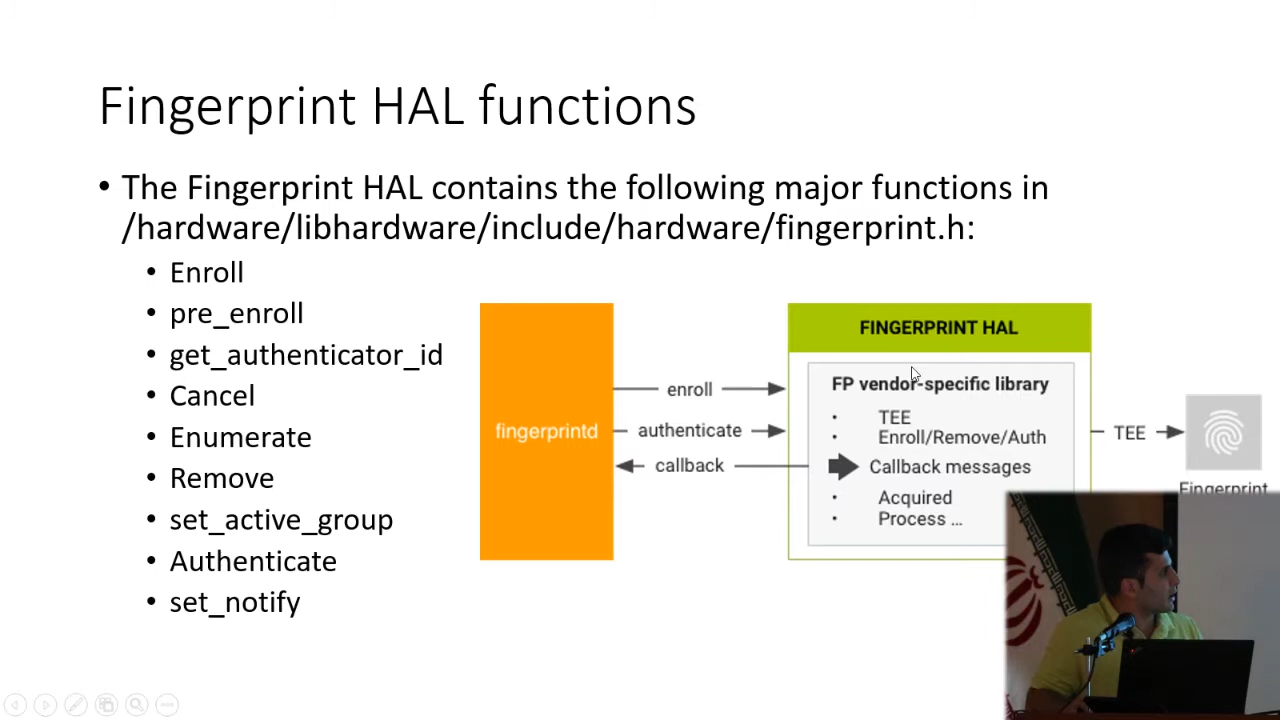 Fingerprint HAL functions
• The Fingerprint HAL contains the following major functions in
/hardware/libhardware/include/hardware/fingerprint.h:
• Enroll
• pre_enroll
• get_authenticator_id
• Cancel
• Enumerate
• Remove
• set_active_group
• Authenticate
• set_notify
fingerprintd
enroll
authenticate
callback
FINGERPRINT HAL
FP vendor-specific library
• TEE
• Enroll/Remove/Auth
Callback messages
• Acquired
• Process ...
TEE
Fingerprint